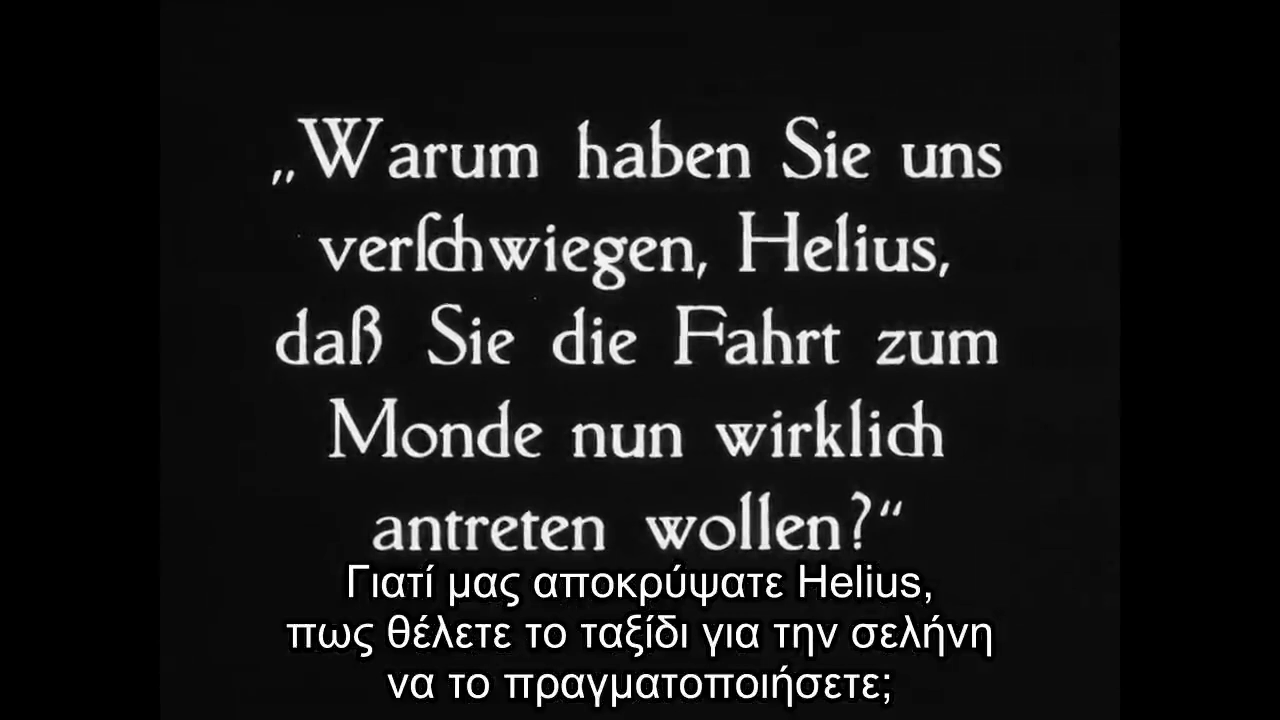 „Warum haben Sie uns
verſchwiegen, Helius,
daß Sie die Fahrt zum
Monde nun wirklich
antreten wollen?“
Γιατί μας αποκρύψατε Helius,
πως θέλετε το ταξίδι για την σελήνη
να το πραγματοποιήσετε;